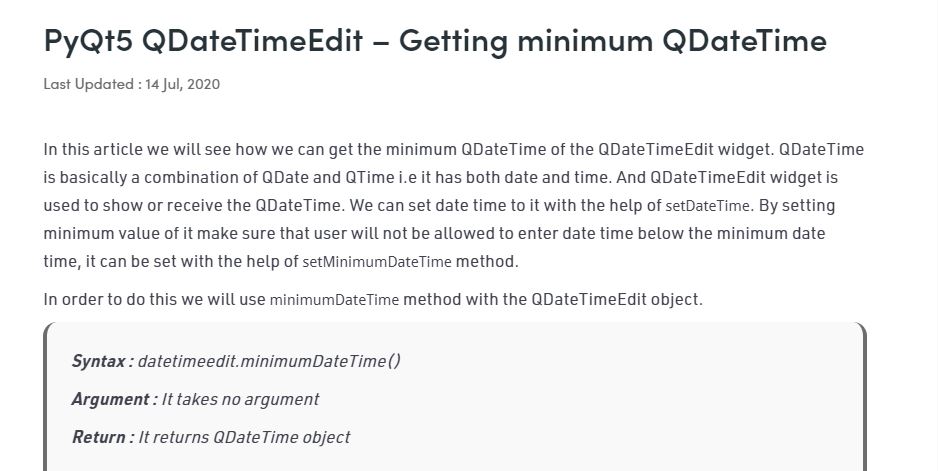 PyQt5 QDateTimeEdit – Getting minimum QDateTime
Last Updated : 14 Jul, 2020
In this article we will see how we can get the minimum QDateTime of the QDateTimeEdit widget. QDateTime
is basically a combination of QDate and QTime i.e it has both date and time. And QDateTimeEdit widget is
used to show or receive the QDateTime. We can set date time to it with the help of setDateTime. By setting
minimum value of it make sure that user will not be allowed to enter date time below the minimum date
time, it can be set with the help of setMinimumDateTime method.
In order to do this we will use minimumDateTime method with the QDateTimeEdit object.
Syntax : datetimeedit.minimumDateTime()
Argument : It takes no argument
Return : It returns QDateTime object